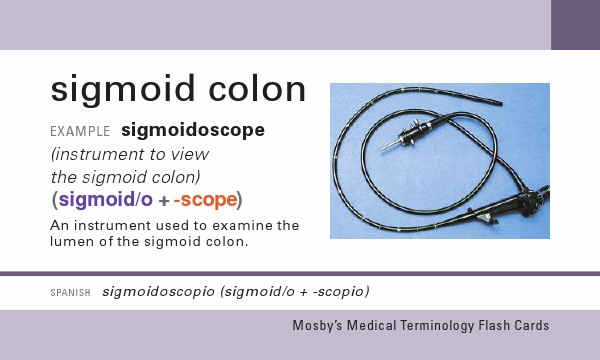 sigmoid colon
EXAMPLE sigmoidoscope
(instrument to view
the sigmoid colon)
(sigmoid/o + -scope)
An instrument used to examine the
lumen of the sigmoid colon.
SPANISH sigmoidoscopio (sigmoid/o + -scopio)
Mosby's Medical Terminology Flash Cards